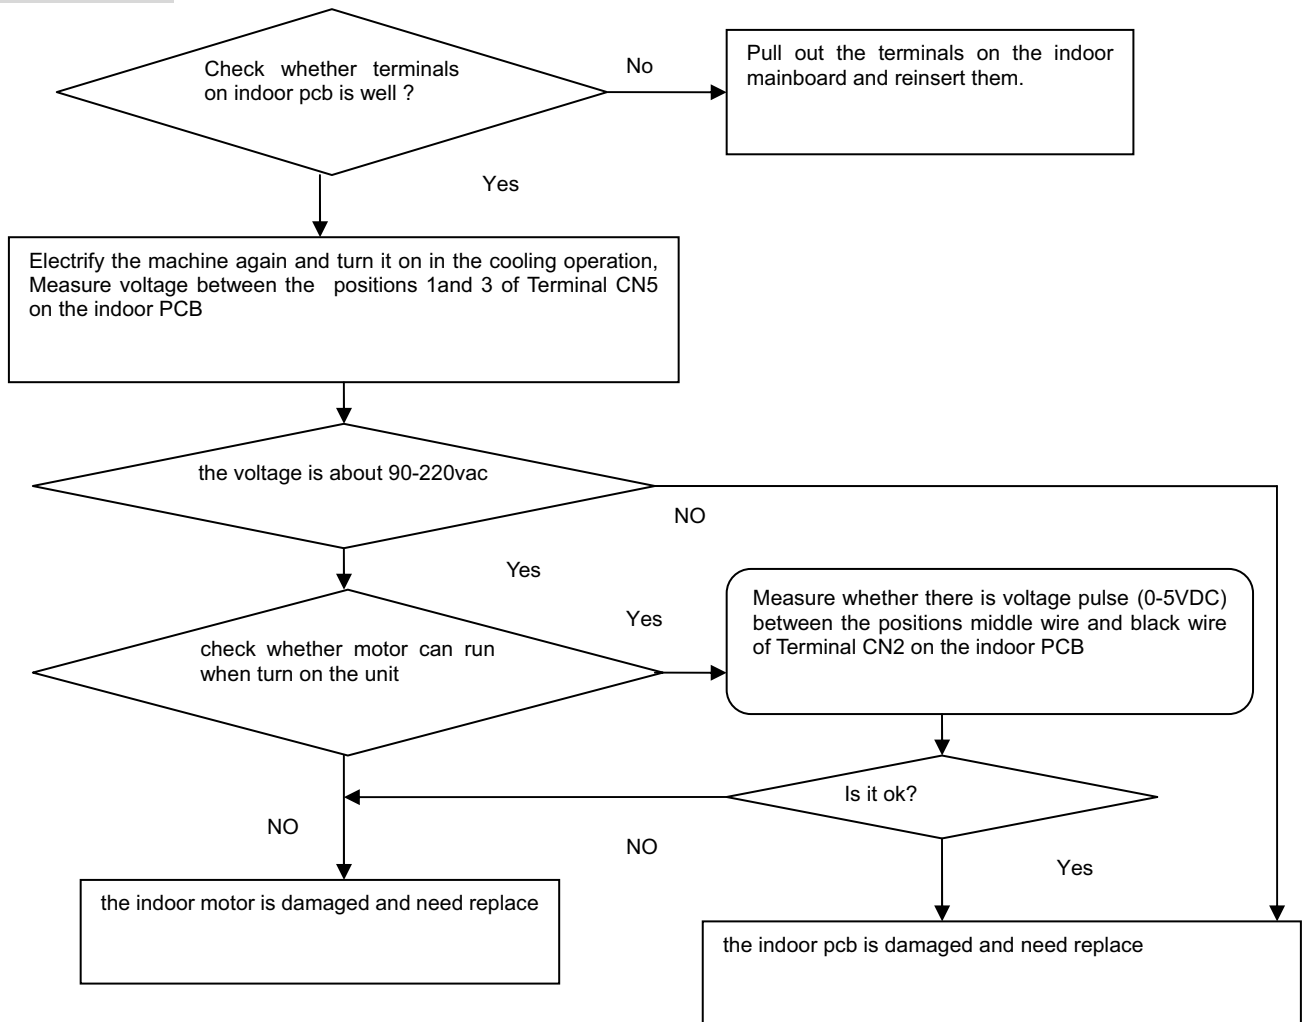 Check whether terminals
on indoor pcb is well ?
No
Pull out the terminals on the indoor
mainboard and reinsert them.
Yes
Electrify the machine again and turn it on in the cooling operation,
Measure voltage between the positions 1and 3 of Terminal CN5
on the indoor PCB
the voltage is about 90-220vac
NO
Yes
check whether motor can run
when turn on the unit
Yes
Measure whether there is voltage pulse (0-5VDC)
between the positions middle wire and black wire
of Terminal CN2 on the indoor PCB
Is it ok?
NO
NO
Yes
the indoor motor is damaged and need replace
the indoor pcb is damaged and need replace